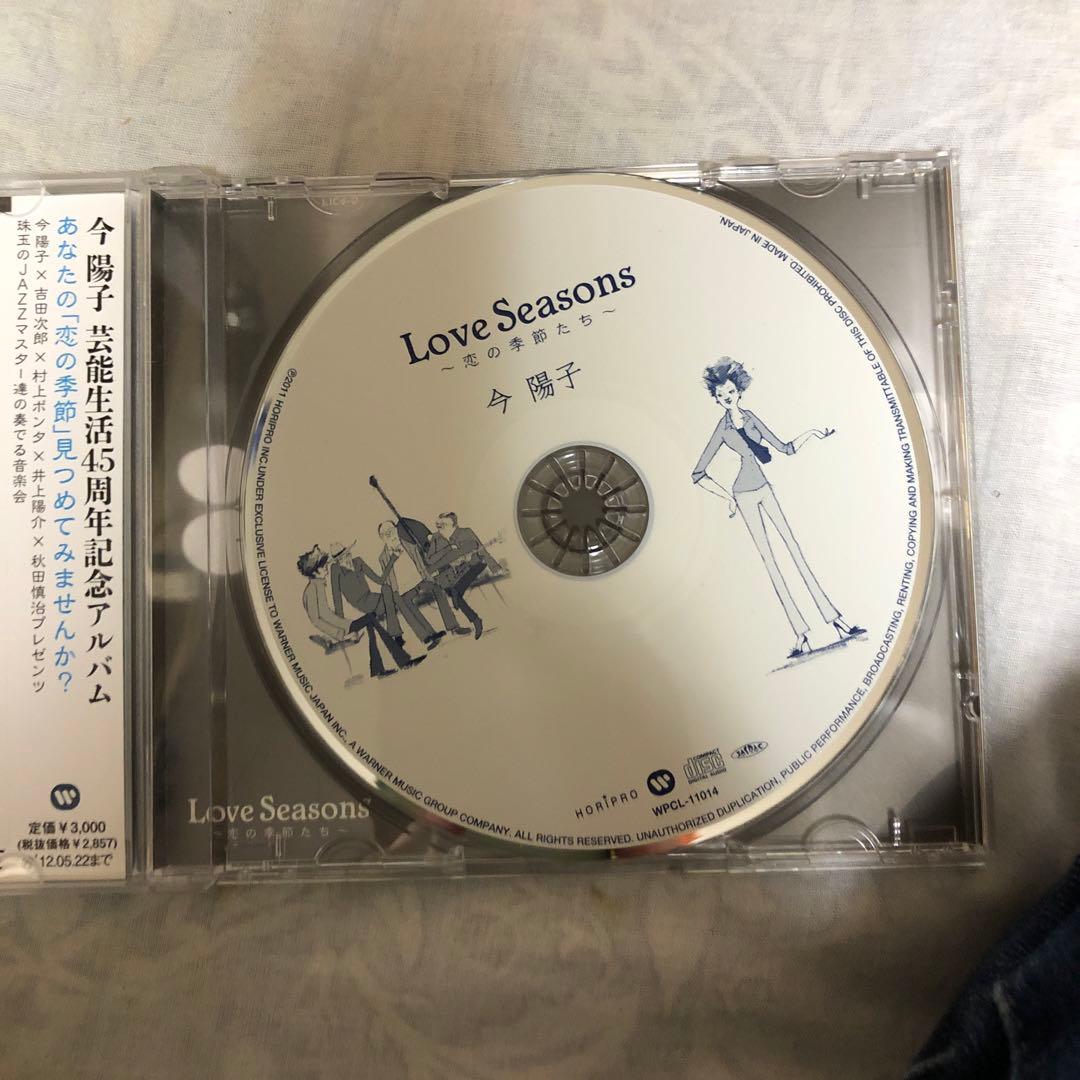 今 陽子 芸能生活45周年記念アルバム
あなたの「恋の季節」見つめてみませんか?
今 陽子×吉田次郎×村上ポンタ×井上陽介×秋田慎治プレゼンツ
珠玉のJAZZマスター達の奏でる音楽会
定価¥3,000
(税抜価格¥2,857)
'12.05.22まで
Love Seasons
～恋の季節たち～
今 陽子
HORIPRO
COMPACT
disc
DIGITAL AUDIO
JASRAC
WPCL-11014
℗2011 HORIPRO INC.UNDER EXCLUSIVE LICENSE TO WARNER MUSIC JAPAN INC., A WARNER MUSIC GROUP COMPANY. ALL RIGHTS RESERVED. UNAUTHORIZED DUPLICATION, PUBLIC PERFORMANCE, BROADCASTING, RENTING, COPYING AND MAKING TRANSMITTABLE OF THIS DISC PROHIBITED. MADE IN JAPAN.
Love Seasons
～恋の季節たち～